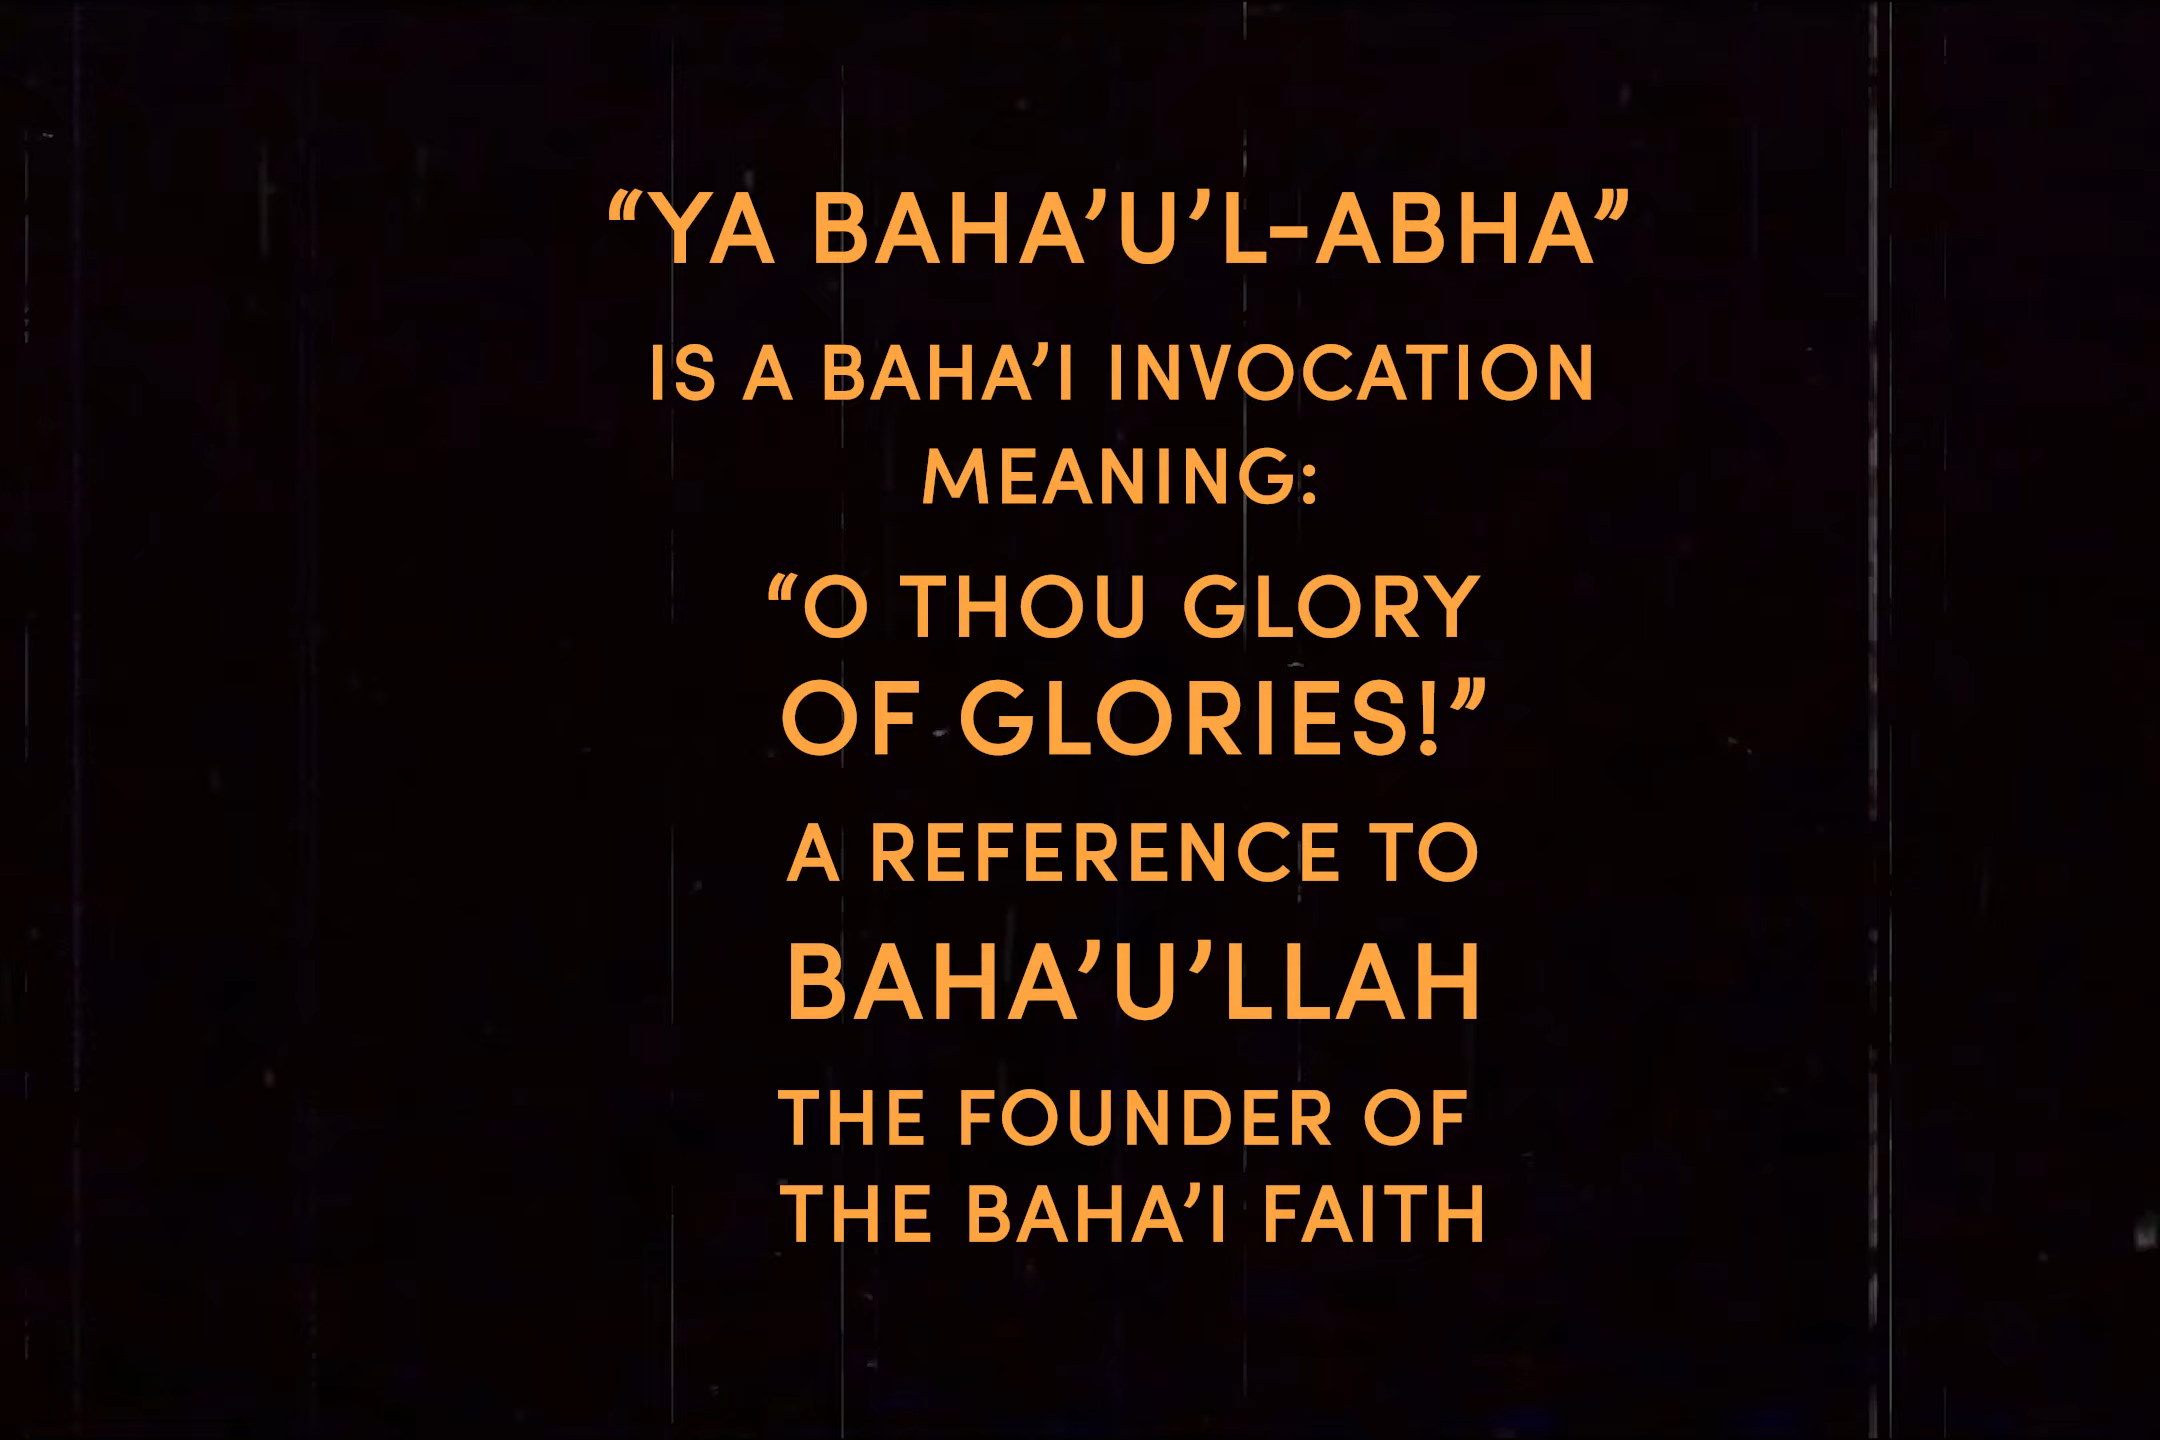 “YA BAHA’U’L-ABHA”
IS A BAHA’I INVOCATION
MEANING:
“O THOU GLORY
OF GLORIES!”
A REFERENCE TO
BAHA’U’LLAH
THE FOUNDER OF
THE BAHA’I FAITH